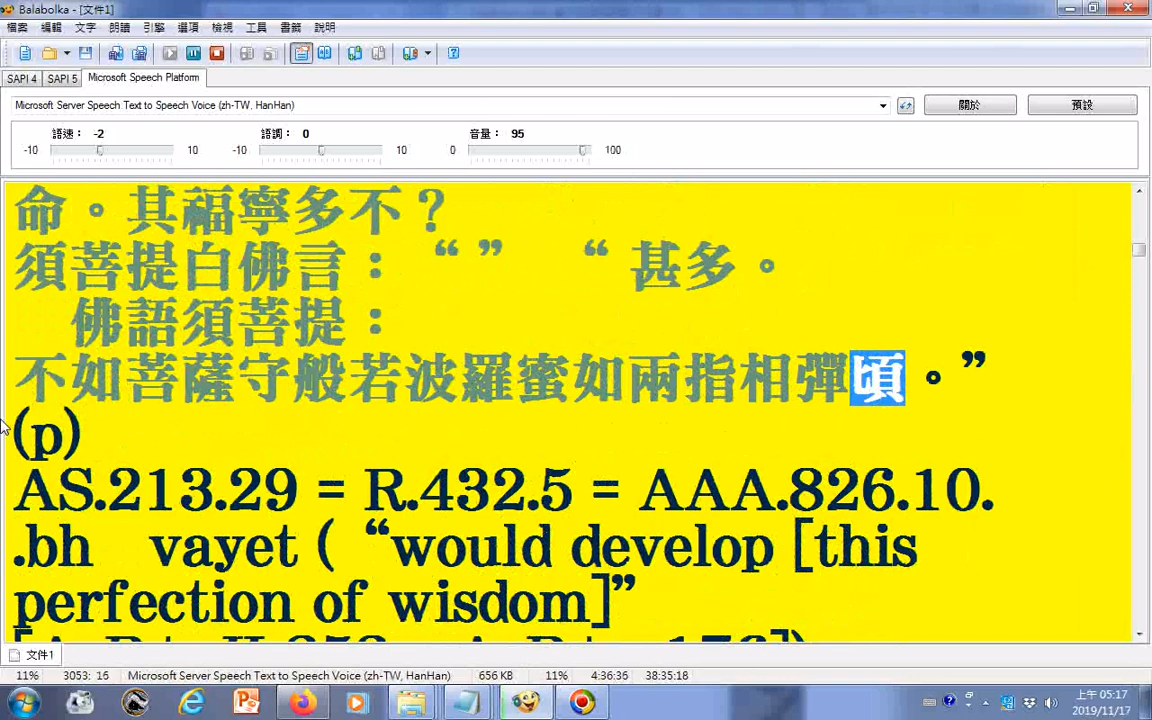 Balabolka - [文件1]
檔案 編輯 文字 朗讀 引擎 選項 檢視 工具 書籤 說明
SAPI 4 SAPI 5 Microsoft Speech Platform
Microsoft Server Speech Text to Speech Voice (zh-TW, HanHan) 關於 預設
語速： -2 語調： 0 音量： 95
-10 10 -10 10 0 100
命。其福寧多不？
須菩提白佛言：“ ” “甚多。
佛語須菩提：
不如菩薩守般若波羅蜜如兩指相彈頃。”
(p)
AS.213.29 = R.432.5 = AAA.826.10.
.bh vayet ( “would develop [this
perfection of wisdom]”
文件1
11% 3053: 16 Microsoft Server Speech Text to Speech Voice (zh-TW, HanHan) 656 KB 11% 4:36:36 38:35:18
上午 05:17
2019/11/17